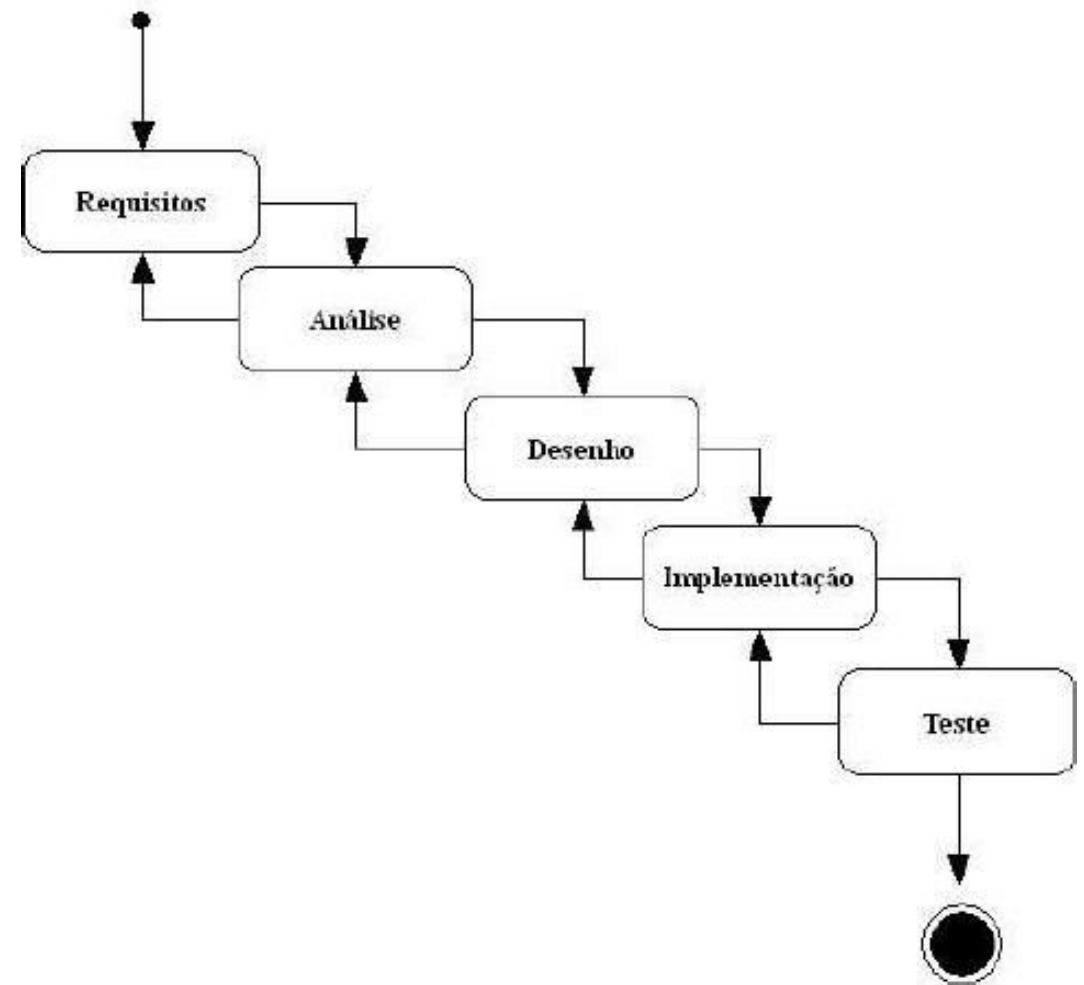 Requisitos
Análise
Desenho
Implementação
Teste